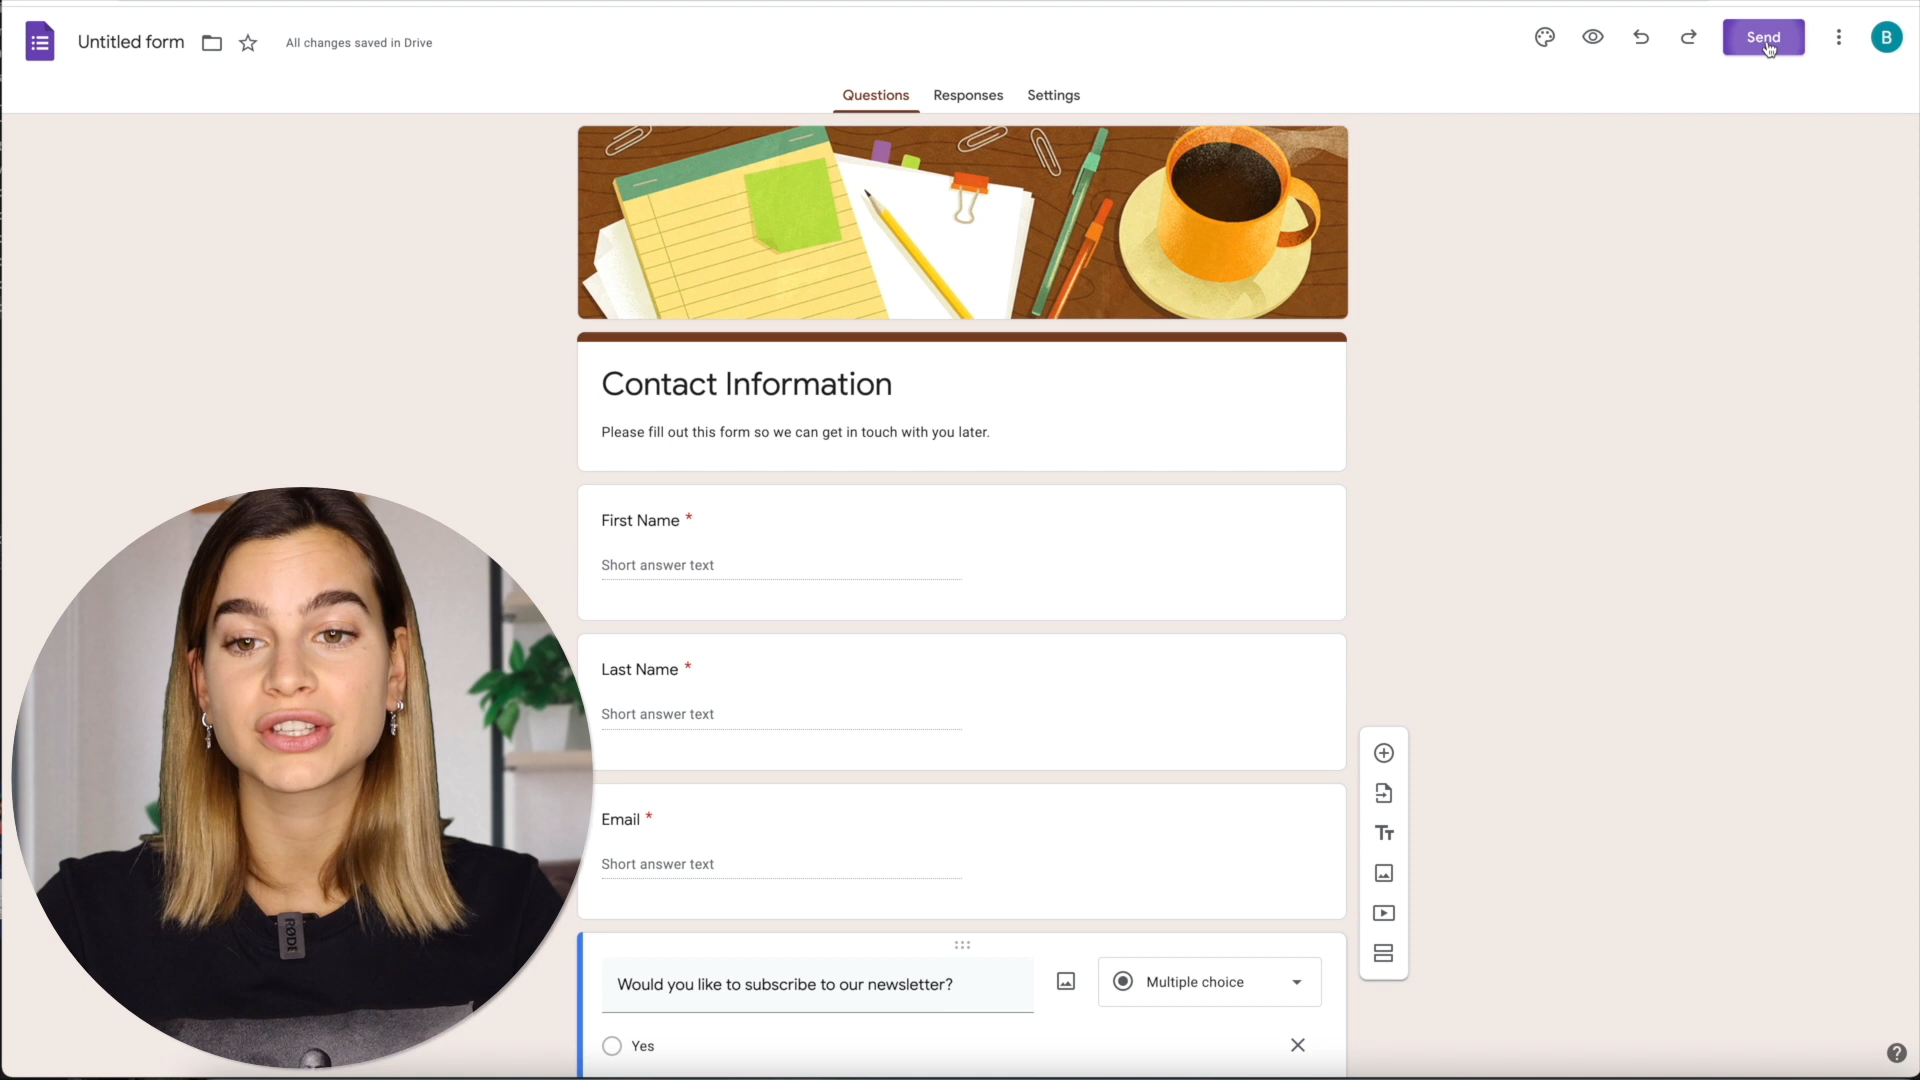 Untitled form
All changes saved in Drive
Send
B
Questions Responses Settings
Contact Information
Please fill out this form so we can get in touch with you later.
First Name *
Short answer text
Last Name *
Short answer text
Email *
Short answer text
Tт
Would you like to subscribe to our newsletter?
Multiple choice
Yes
RØDE